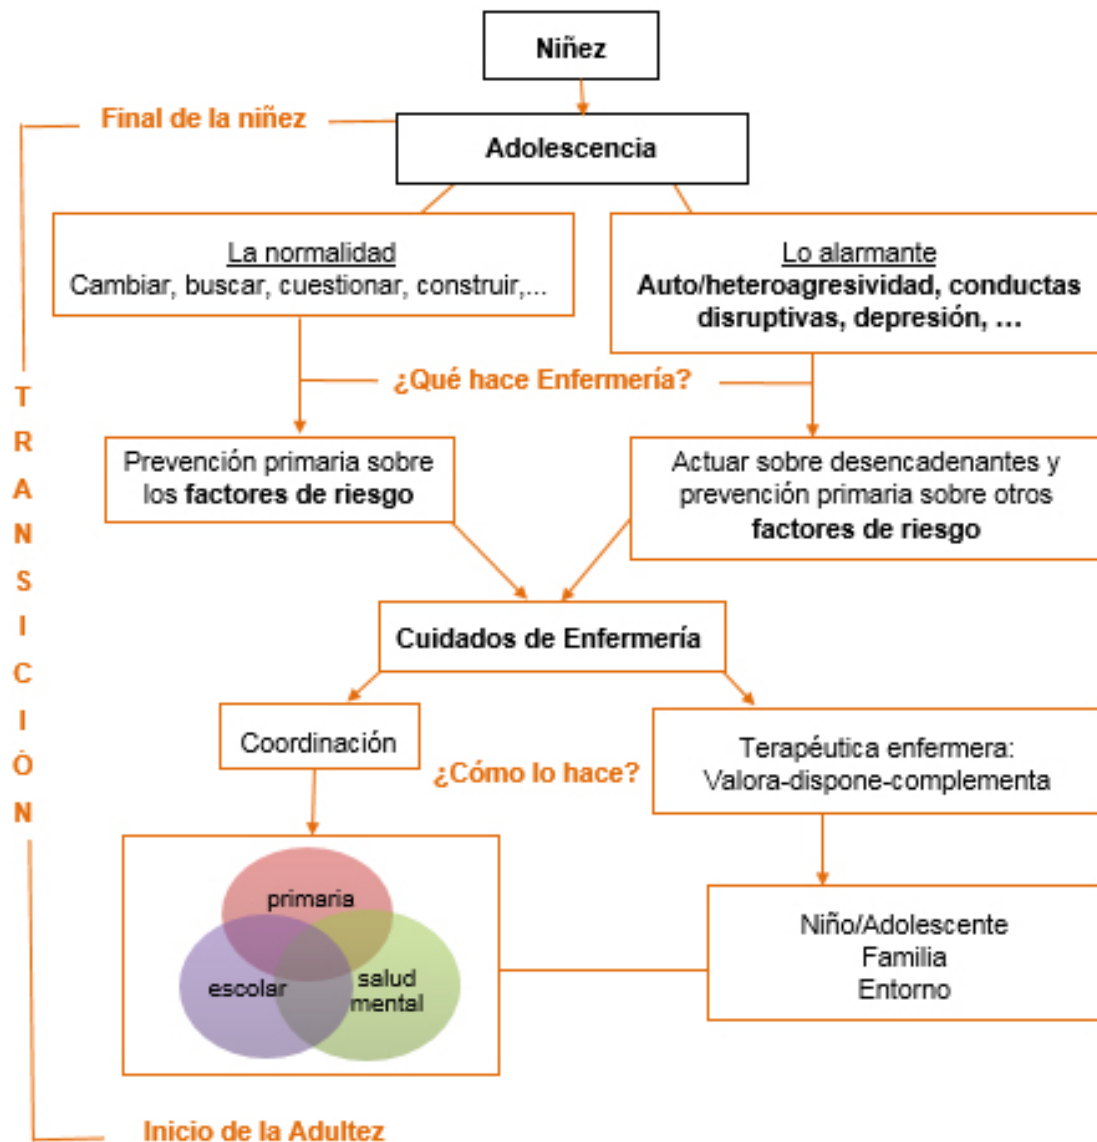 Niñez
Final de la niñez
Adolescencia
La normalidad
Cambiar, buscar, cuestionar, construir,...
Lo alarmante
Auto/heteroagresividad, conductas
disruptivas, depresión, ...
¿Qué hace Enfermería?
TRANSICIÓN
Prevención primaria sobre
los factores de riesgo
Actuar sobre desencadenantes y
prevención primaria sobre otros
factores de riesgo
Cuidados de Enfermería
Coordinación
¿Cómo lo hace?
Terapéutica enfermera:
Valora-dispone-complementa
primaria
escolar
salud
mental
Niño/Adolescente
Familia
Entorno
Inicio de la Adultez